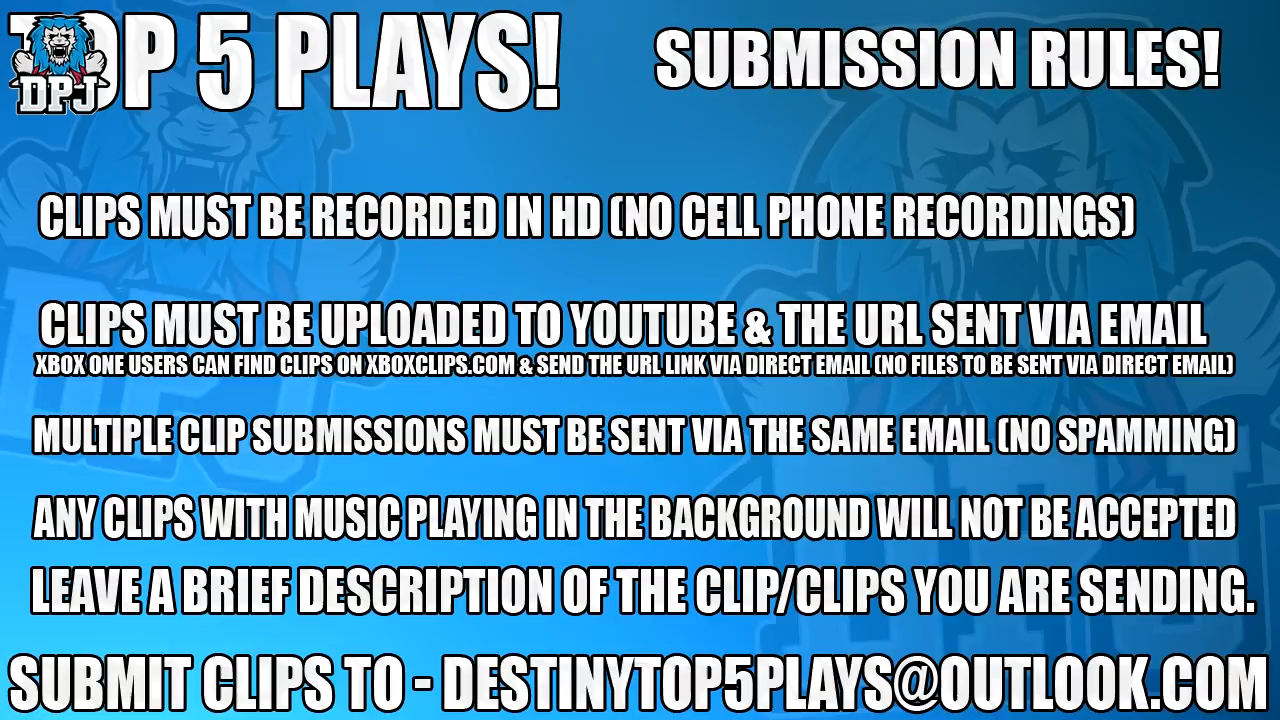 TOP 5 PLAYS!
DPJ
SUBMISSION RULES!
CLIPS MUST BE RECORDED IN HD (NO CELL PHONE RECORDINGS)
CLIPS MUST BE UPLOADED TO YOUTUBE & THE URL SENT VIA EMAIL
XBOX ONE USERS CAN FIND CLIPS ON XBOXCLIPS.COM & SEND THE URL LINK VIA DIRECT EMAIL (NO FILES TO BE SENT VIA DIRECT EMAIL)
MULTIPLE CLIP SUBMISSIONS MUST BE SENT VIA THE SAME EMAIL (NO SPAMMING)
ANY CLIPS WITH MUSIC PLAYING IN THE BACKGROUND WILL NOT BE ACCEPTED
LEAVE A BRIEF DESCRIPTION OF THE CLIP/CLIPS YOU ARE SENDING.
SUBMIT CLIPS TO - DESTINYTOP5PLAYS@OUTLOOK.COM
DPJ
DPJ